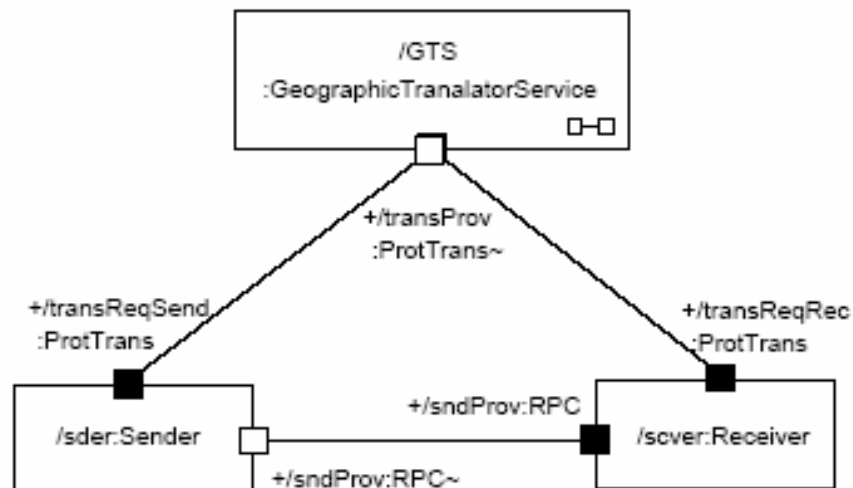 /GTS
:GeographicTranalatorService
+/transProv
:ProtTrans~
+/transReqSend
:ProtTrans
+/transReqRec
:ProtTrans
+/sndProv:RPC
/sder:Sender
/scver:Receiver
+/sndProv:RPC~